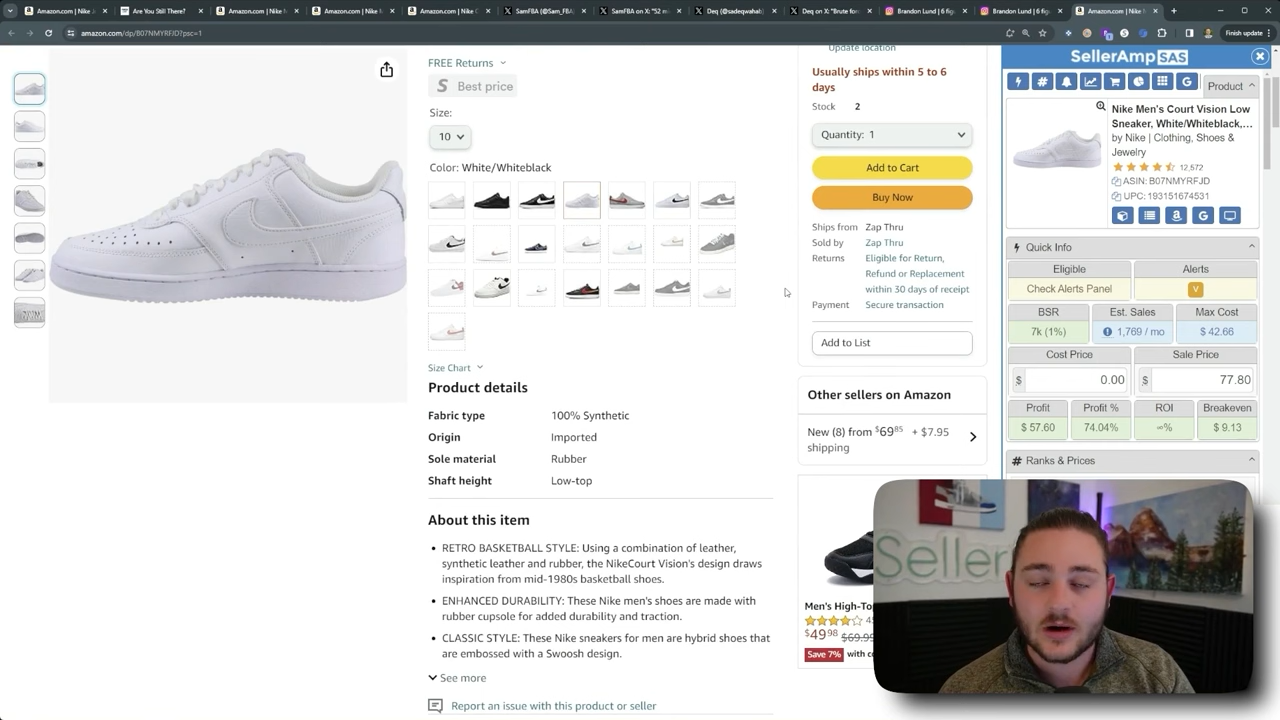 Amazon.com | Nike
Are You Still There?
Amazon.com | Nike
Amazon.com | Nike
Amazon.com | Nike
SamFBA (@Sam_FBA
SamFBA on X: "52 m
Deq (@sadeqwahab
Deq on X: "Brute fo
Brandon Lund | 6 fig
Brandon Lund | 6 fig
Amazon.com | Nike
amazon.com/dp/B07NMYRFJD?psc=1
Finish update
FREE Returns
S Best price
Size:
10
Color: White/Whiteblack
Size Chart
Product details
Fabric type 100% Synthetic
Origin Imported
Sole material Rubber
Shaft height Low-top
About this item
• RETRO BASKETBALL STYLE: Using a combination of leather,
synthetic leather and rubber, the NikeCourt Vision's design draws
inspiration from mid-1980s basketball shoes.
• ENHANCED DURABILITY: These Nike men's shoes are made with
rubber cupsole for added durability and traction.
• CLASSIC STYLE: These Nike sneakers for men are hybrid shoes that
are embossed with a Swoosh design.
See more
Report an issue with this product or seller
Update location
Usually ships within 5 to 6
days
Stock 2
Quantity: 1
Add to Cart
Buy Now
Ships from Zap Thru
Sold by Zap Thru
Returns Eligible for Return,
Refund or Replacement
within 30 days of receipt
Payment Secure transaction
Add to List
Other sellers on Amazon
New (8) from $69.85 + $7.95
shipping
Men's High-To
$49.98 $69.99
Save 7% with co
SellerAmp SAS
Product
Nike Men's Court Vision Low
Sneaker, White/Whiteblack,...
by Nike | Clothing, Shoes &
Jewelry
12,572
ASIN: B07NMYRFJD
UPC: 193151674531
Quick Info
Eligible Alerts
Check Alerts Panel V
BSR Est. Sales Max Cost
7k (1%) 1,769 / mo $ 42.66
Cost Price Sale Price
$ 0.00 $ 77.80
Profit Profit % ROI Breakeven
$ 57.60 74.04% ∞% $ 9.13
# Ranks & Prices
Seller